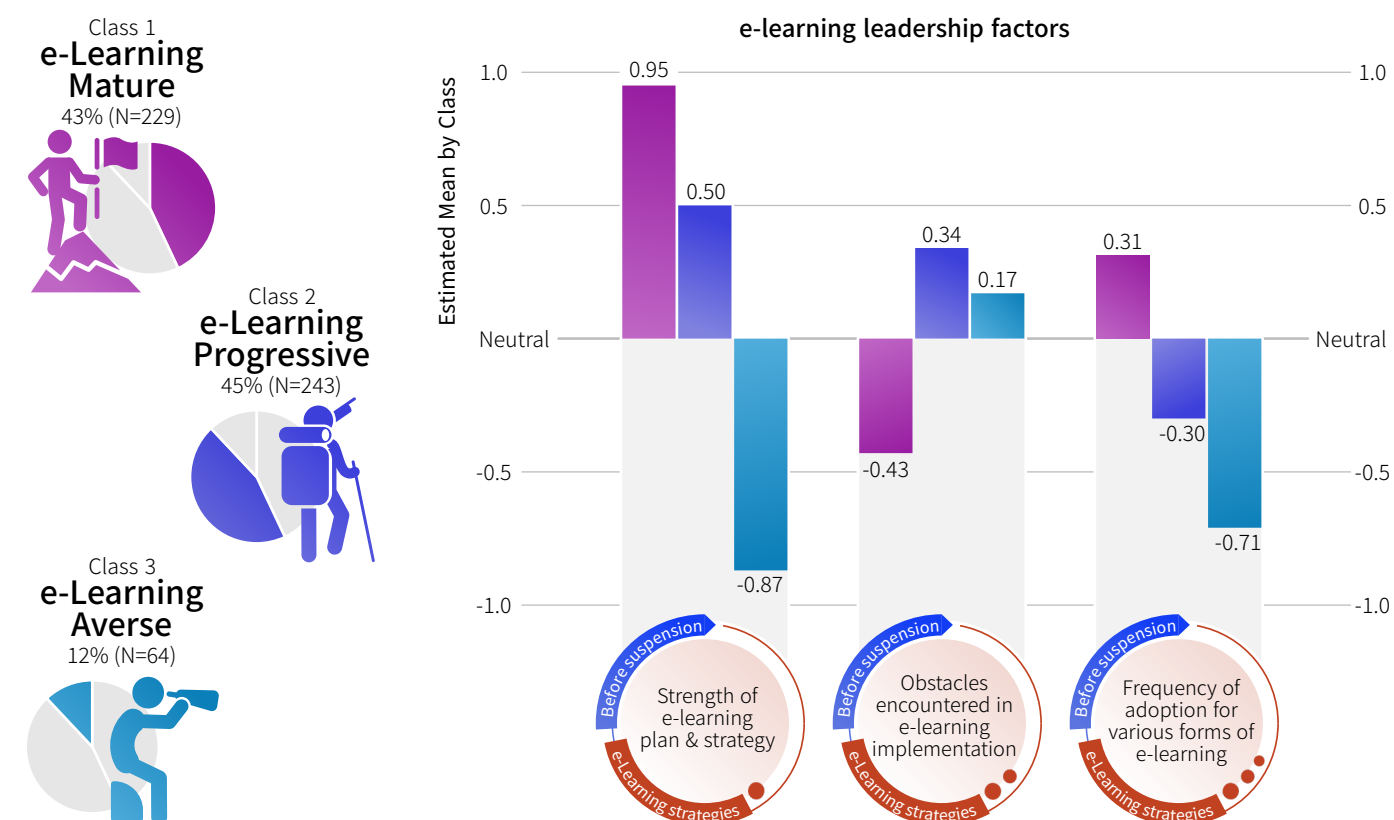 Class 1
e-Learning
Mature
43% (N=229)
Class 2
e-Learning
Progressive
45% (N=243)
Class 3
e-Learning
Averse
12% (N=64)
e-learning leadership factors
Estimated Mean by Class
1.0
0.5
Neutral
-0.5
-1.0
1.0
0.5
Neutral
-0.5
-1.0
0.95
0.50
-0.87
-0.43
0.34
0.17
0.31
-0.30
-0.71
Before suspension
Strength of
e-learning
plan & strategy
e-Learning strategies
Before suspension
Obstacles
encountered in
e-learning
implementation
e-Learning strategies
Before suspension
Frequency of
adoption for
various forms of
e-learning
e-Learning strategies